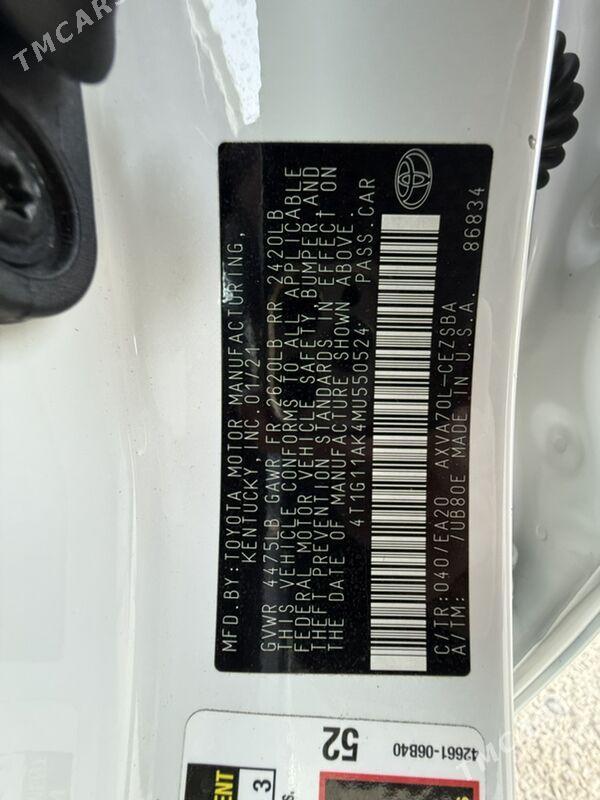 TMCARS
MFD.BY:TOYOTA MOTOR MANUFACTURING,
KENTUCKY, INC. 01/21
GVWR 4475LB GAWR FR 2620LB RR 2420LB
THIS VEHICLE CONFORMS TO ALL APPLICABLE
FEDERAL MOTOR VEHICLE SAFETY, BUMPER AND
THEFT PREVENTION STANDARDS IN EFFECT ON
THE DATE OF MANUFACTURE SHOWN ABOVE.
4T1G11AK4MU550524 PASS.CAR
C/TR:040/EA20 AXVA70L-CEZSBA 86834
A/TM: /UB80E MADE IN U.S.A.
52
42661-06B40
3